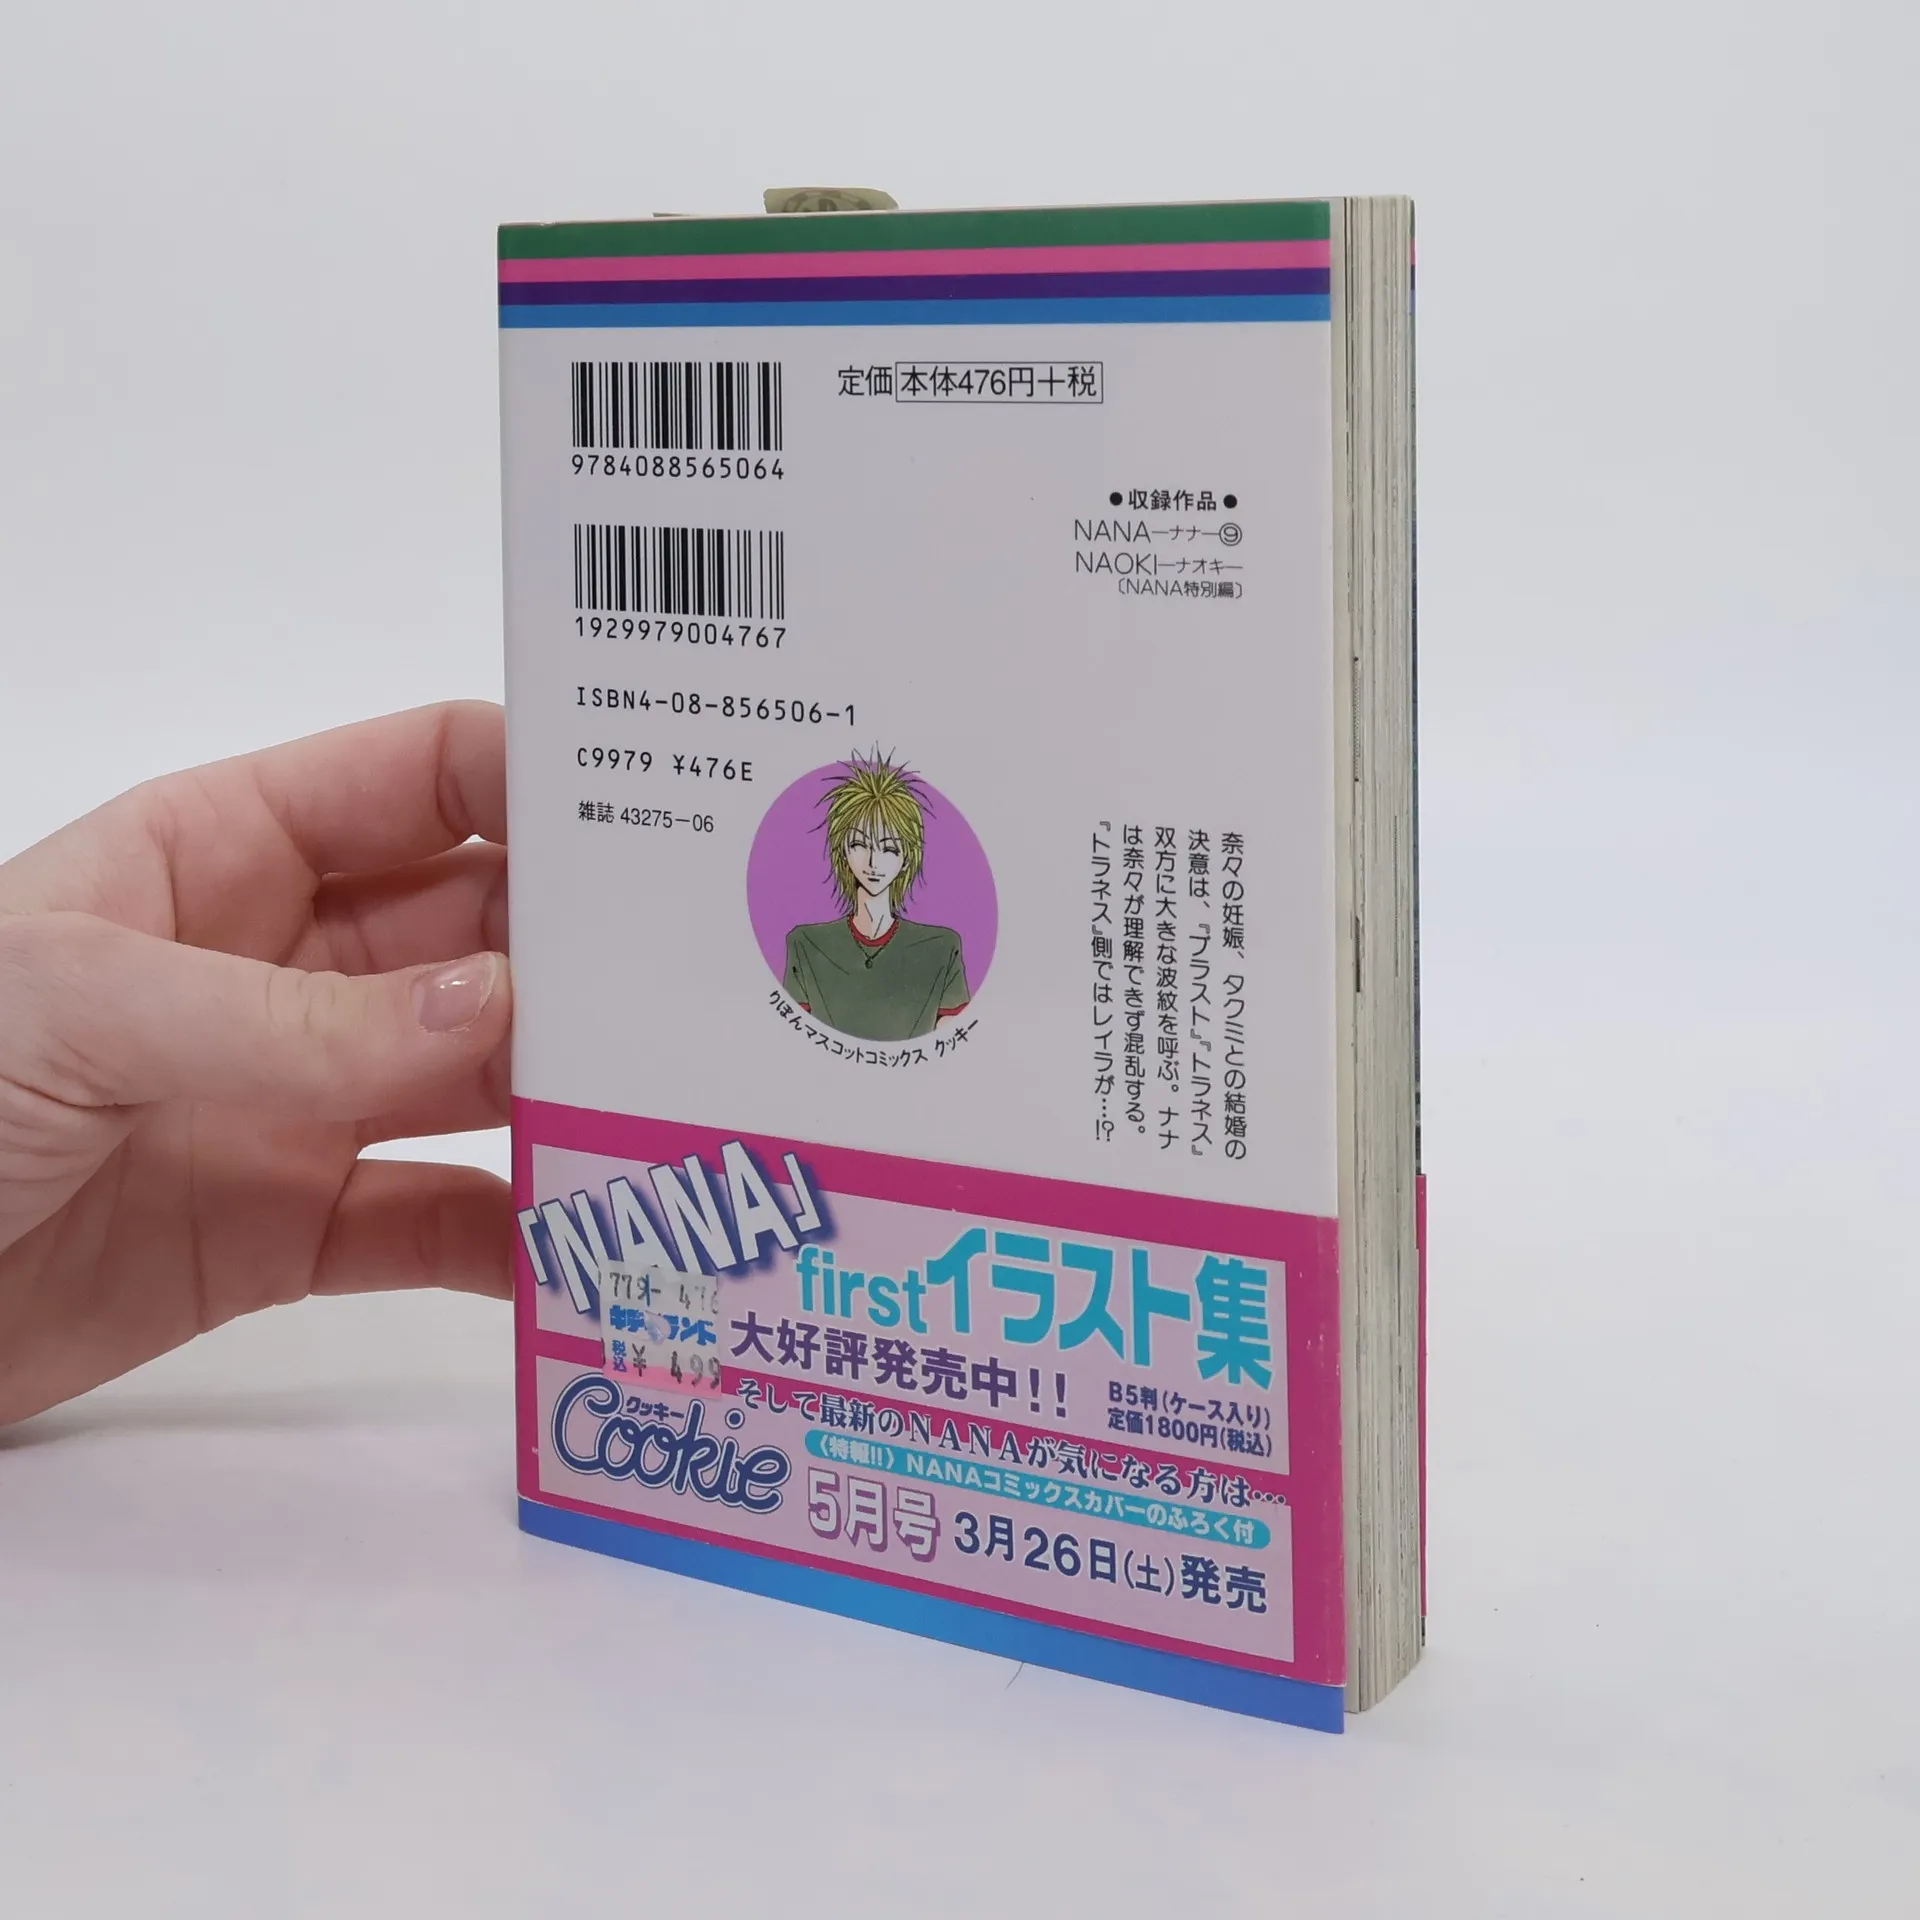 定価 本体476円+税
9784088565064
1929979004767
ISBN4-08-856506-1
C9979 ¥476E
雑誌 43275-06
●収録作品●
NANA―ナナ―⑨
NAOKI―ナオキ―
〔NANA特別編〕
奈々の妊娠、タクミとの結婚の
決意は、『ブラスト』『トラネス』
双方に大きな波紋を呼ぶ。ナナ
は奈々が理解できず混乱する。
『トラネス』側ではレイラが…!?
りぼんマスコットコミックス クッキー
「NANA」
firstイラスト集
大好評発売中!!
B5判(ケース入り)
定価1800円(税込)
779- 476
税込 ¥ 499
クッキー
Cookie
そして最新のNANAが気になる方は…
〈特報!!〉NANAコミックスカバーのふろく付
5月号 3月26日(土)発売